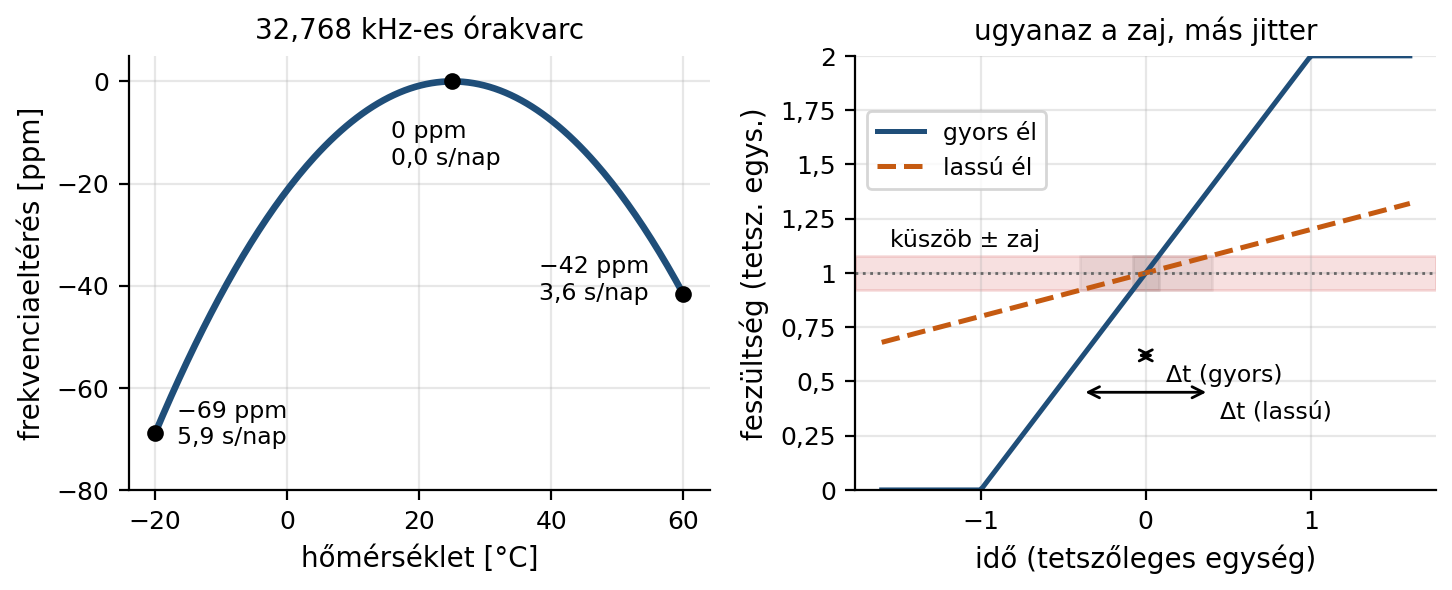 32,768 kHz-es órakvarc
frekvenciaeltérés [ppm]
0
−20
−40
−60
−80
0 ppm
0,0 s/nap
−42 ppm
3,6 s/nap
−69 ppm
5,9 s/nap
−20
0
20
40
60
hőmérséklet [°C]
ugyanaz a zaj, más jitter
feszültség (tetsz. egys.)
2
1,75
1,5
1,25
1
0,75
0,5
0,25
0
gyors él
lassú él
küszöb ± zaj
Δt (gyors)
Δt (lassú)
−1
0
1
idő (tetszőleges egység)